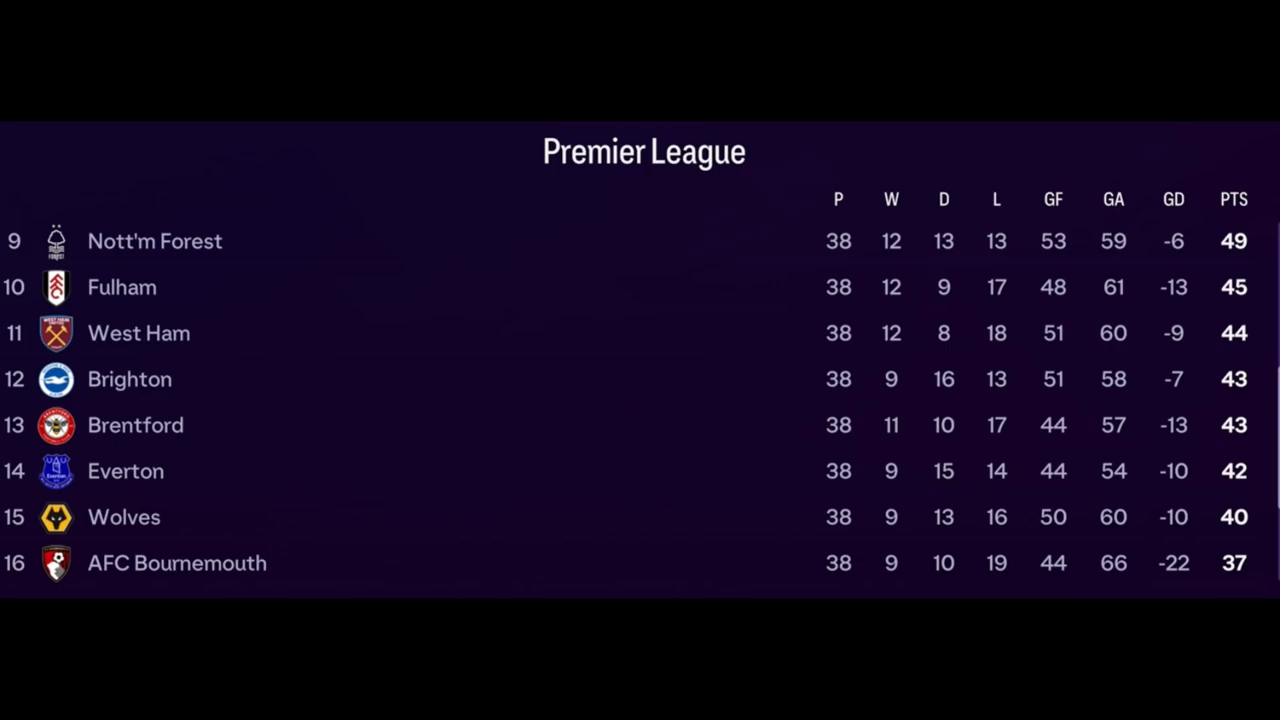 Premier League
P W D L GF GA GD PTS
9 Nott'm Forest 38 12 13 13 53 59 -6 49
10 Fulham 38 12 9 17 48 61 -13 45
11 West Ham 38 12 8 18 51 60 -9 44
12 Brighton 38 9 16 13 51 58 -7 43
13 Brentford 38 11 10 17 44 57 -13 43
14 Everton 38 9 15 14 44 54 -10 42
15 Wolves 38 9 13 16 50 60 -10 40
16 AFC Bournemouth 38 9 10 19 44 66 -22 37